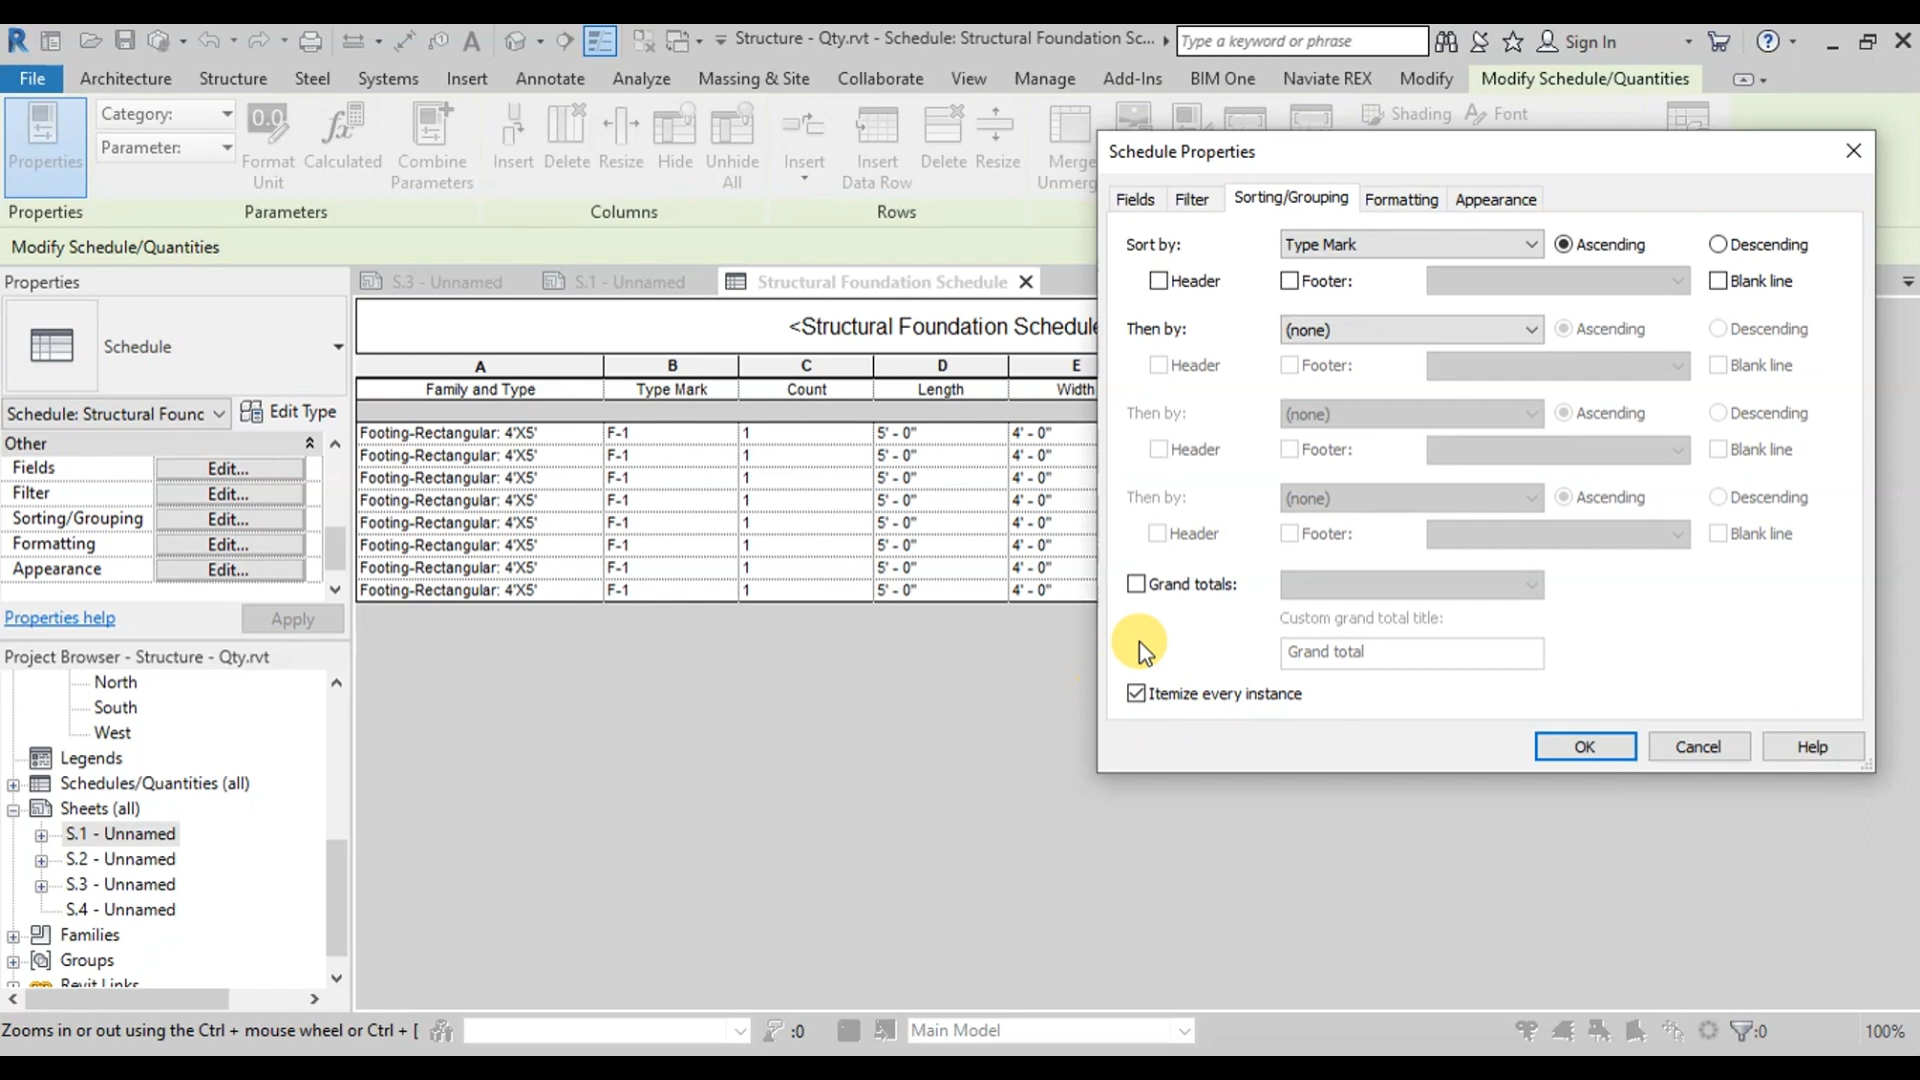 Structure - Qty.rvt - Schedule: Structural Foundation Sc...
Type a keyword or phrase
Sign In
File Architecture Structure Steel Systems Insert Annotate Analyze Massing & Site Collaborate View Manage Add-Ins BIM One Naviate REX Modify Modify Schedule/Quantities
Properties
Category:
Parameter:
0.0
Format Unit
fx
Calculated
Combine Parameters
Insert Delete Resize Hide Unhide All
Insert
Insert Data Row
Delete Resize
Merge
Unmerg
Shading
Font
Properties Parameters Columns Rows
Modify Schedule/Quantities
Properties
Schedule
Schedule: Structural Founc
Edit Type
Other
Fields Edit...
Filter Edit...
Sorting/Grouping Edit...
Formatting Edit...
Appearance Edit...
Properties help
Apply
Project Browser - Structure - Qty.rvt
North
South
West
Legends
Schedules/Quantities (all)
Sheets (all)
S.1 - Unnamed
S.2 - Unnamed
S.3 - Unnamed
S.4 - Unnamed
Families
Groups
Revit Links
S.3 - Unnamed S.1 - Unnamed Structural Foundation Schedule
<Structural Foundation Schedule
A B C D E
Family and Type Type Mark Count Length Width
Footing-Rectangular: 4'X5' F-1 1 5' - 0" 4' - 0"
Footing-Rectangular: 4'X5' F-1 1 5' - 0" 4' - 0"
Footing-Rectangular: 4'X5' F-1 1 5' - 0" 4' - 0"
Footing-Rectangular: 4'X5' F-1 1 5' - 0" 4' - 0"
Footing-Rectangular: 4'X5' F-1 1 5' - 0" 4' - 0"
Footing-Rectangular: 4'X5' F-1 1 5' - 0" 4' - 0"
Footing-Rectangular: 4'X5' F-1 1 5' - 0" 4' - 0"
Footing-Rectangular: 4'X5' F-1 1 5' - 0" 4' - 0"
Schedule Properties
Fields Filter Sorting/Grouping Formatting Appearance
Sort by: Type Mark Ascending Descending
Header Footer: Blank line
Then by: (none) Ascending Descending
Header Footer: Blank line
Then by: (none) Ascending Descending
Header Footer: Blank line
Then by: (none) Ascending Descending
Header Footer: Blank line
Grand totals:
Custom grand total title:
Grand total
Itemize every instance
OK Cancel Help
Zooms in or out using the Ctrl + mouse wheel or Ctrl + [
:0
Main Model
:0
100%